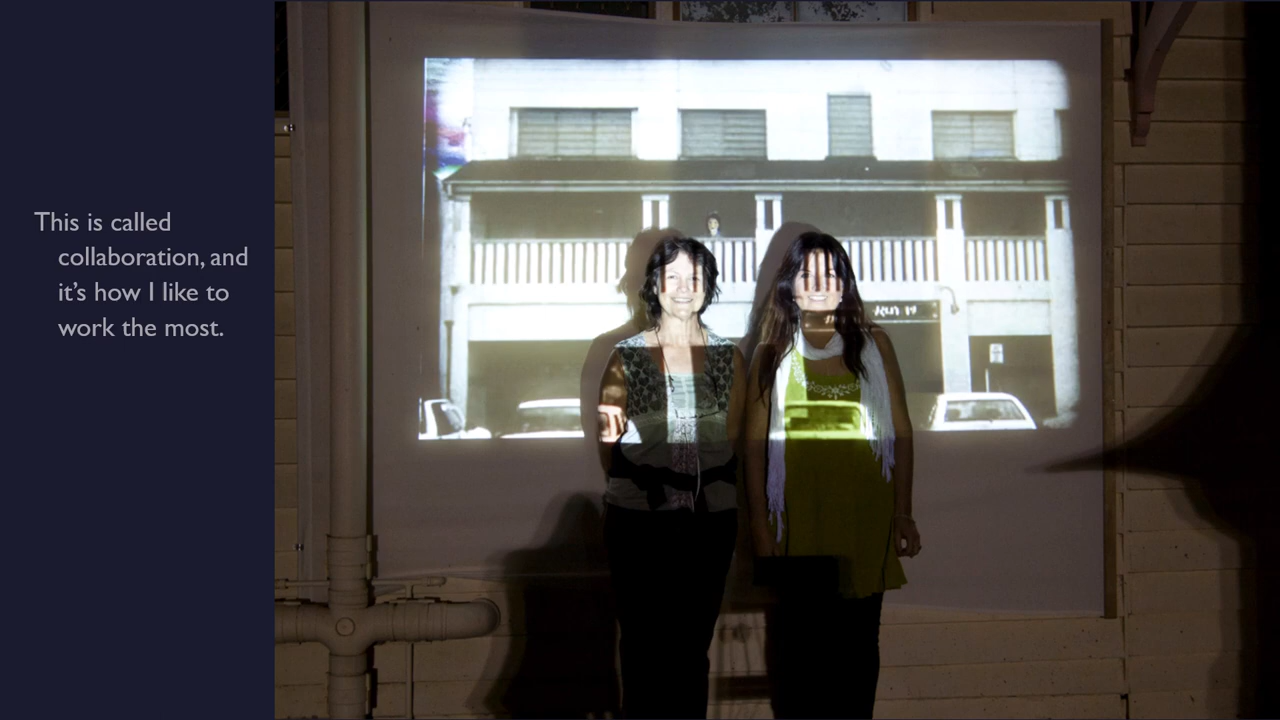 This is called
collaboration, and
it’s how I like to
work the most.